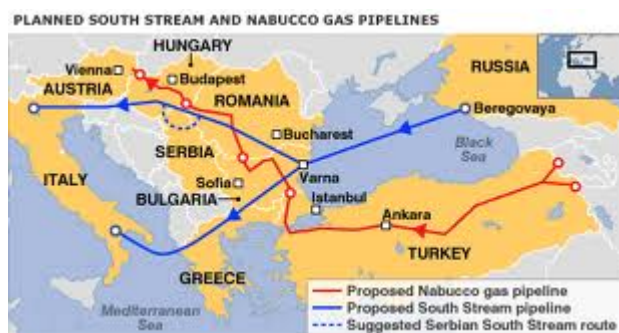 PLANNED SOUTH STREAM AND NABUCCO GAS PIPELINES
HUNGARY
Vienna
RUSSIA
AUSTRIA
Budapest
ROMANIA
Beregovaya
Bucharest
Black
Sea
SERBIA
Varna
ITALY
Sofia
BULGARIA
Istanbul
Ankara
TURKEY
GREECE
Mediterranean
Sea
Proposed Nabucco gas pipeline
Proposed South Stream pipeline
Suggested Serbian South Stream route